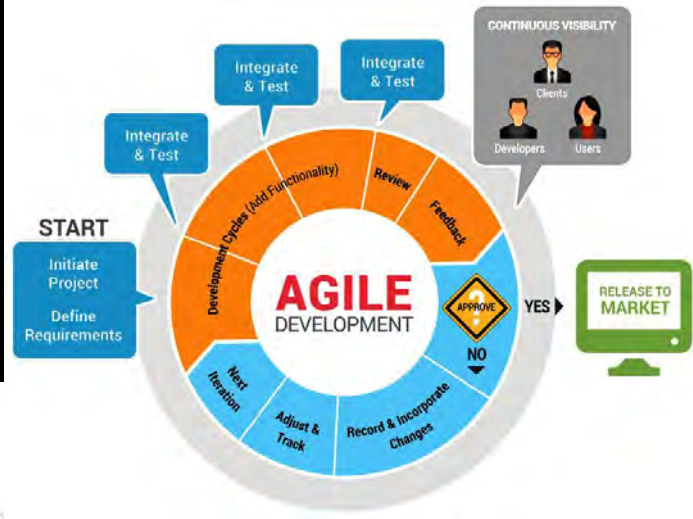 CONTINUOUS VISIBILITY
Clients
Developers
Users
Integrate
& Test
Integrate
& Test
Integrate
& Test
START
Initiate
Project
Define
Requirements
Development Cycles (Add Functionality)
Review
Feedback
AGILE
DEVELOPMENT
APPROVE
YES
NO
RELEASE TO
MARKET
Record & Incorporate
Changes
Adjust &
Track
Next
Iteration